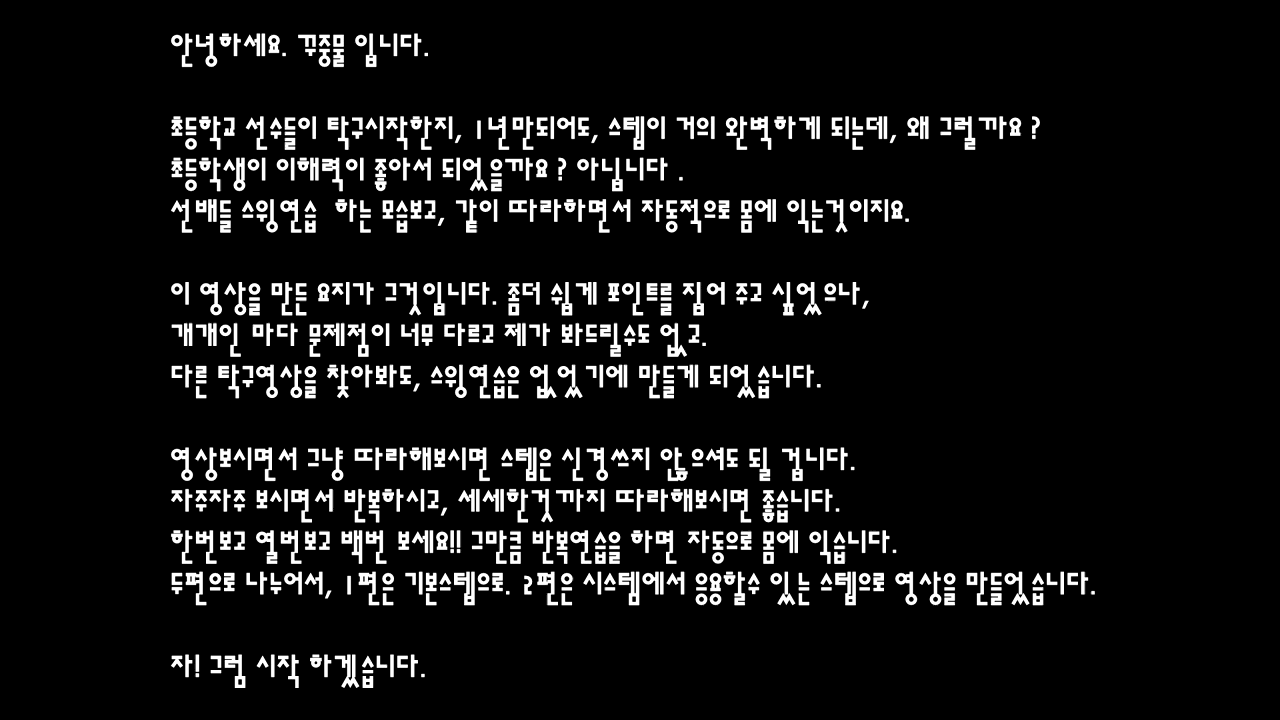 안녕하세요. 꾸중물 입니다.
초등학교 선수들이 탁구시작한지, 1년만되어도, 스텝이 거의 완벽하게 되는데, 왜 그럴까요 ?
초등학생이 이해력이 좋아서 되었을까요 ? 아닙니다 .
선배들 스윙연습 하는 모습보고, 같이 따라하면서 자동적으로 몸에 익는것이지요.
이 영상을 만든 요지가 그것입니다. 좀더 쉽게 포인트를 짚어 주고 싶었으나,
개개인 마다 문제점이 너무 다르고 제가 봐드릴수도 없고.
다른 탁구영상을 찾아봐도, 스윙연습은 없었기에 만들게 되었습니다.
영상보시면서 그냥 따라해보시면 스텝은 신경쓰지 않으셔도 될 겁니다.
자주자주 보시면서 반복하시고, 세세한것까지 따라해보시면 좋습니다.
한번보고 열번보고 백번 보세요!! 그만큼 반복연습을 하면 자동으로 몸에 익습니다.
두편으로 나누어서, 1편은 기본스텝으로. 2편은 시스템에서 응용할수 있는 스텝으로 영상을 만들었습니다.
자! 그럼 시작 하겠습니다.